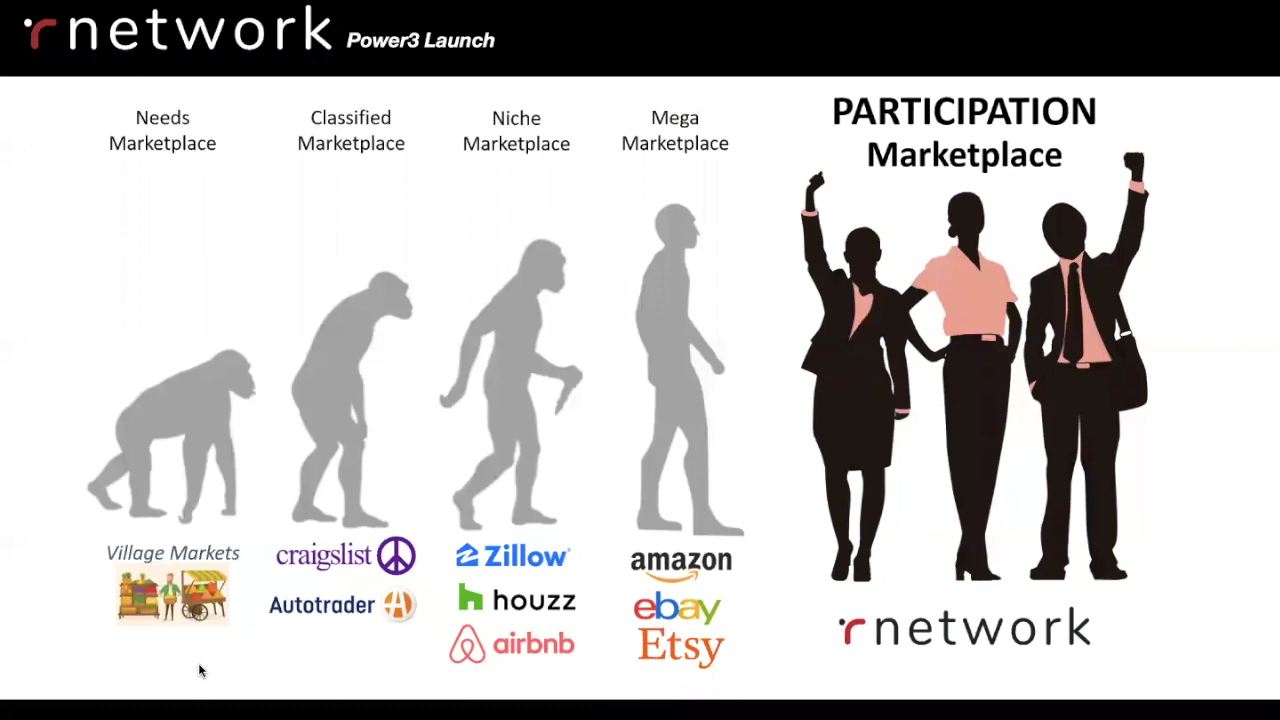 rnetwork Power3 Launch
Needs
Marketplace
Classified
Marketplace
Niche
Marketplace
Mega
Marketplace
PARTICIPATION
Marketplace
Village Markets
craigslist
Autotrader
Zillow
houzz
airbnb
amazon
ebay
Etsy
rnetwork